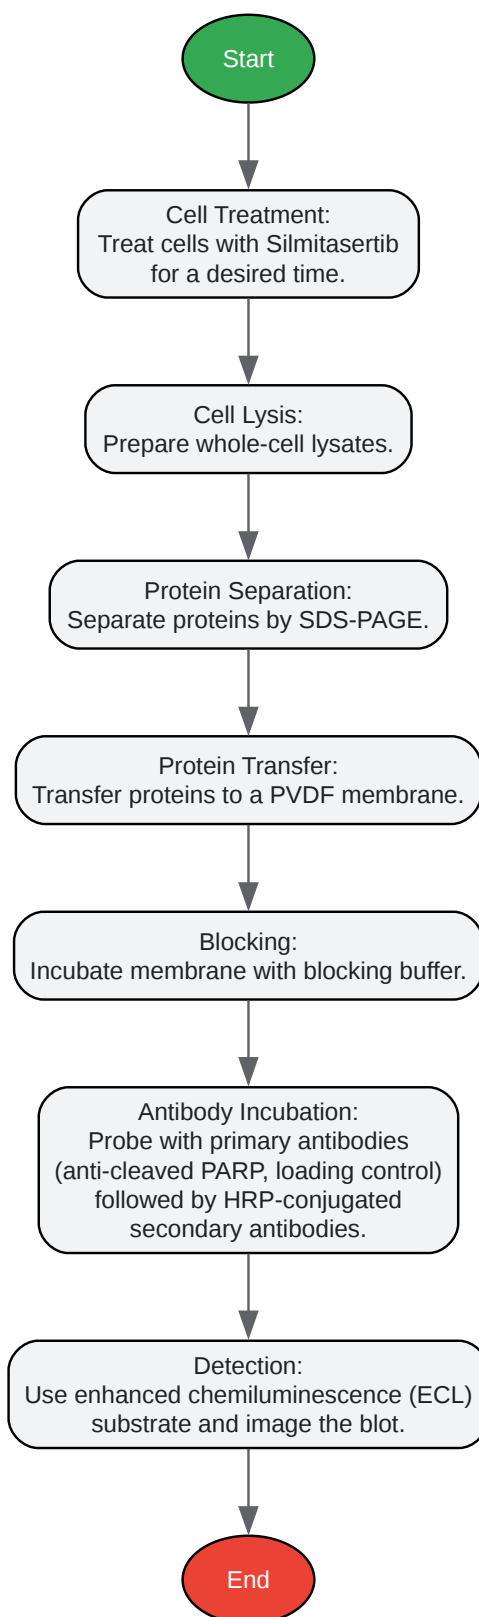 Start
Cell Treatment:
Treat cells with Silmitasertib
for a desired time.
Cell Lysis:
Prepare whole-cell lysates.
Protein Separation:
Separate proteins by SDS-PAGE.
Protein Transfer:
Transfer proteins to a PVDF membrane.
Blocking:
Incubate membrane with blocking buffer.
Antibody Incubation:
Probe with primary antibodies
(anti-cleaved PARP, loading control)
followed by HRP-conjugated
secondary antibodies.
Detection:
Use enhanced chemiluminescence (ECL)
substrate and image the blot.
End